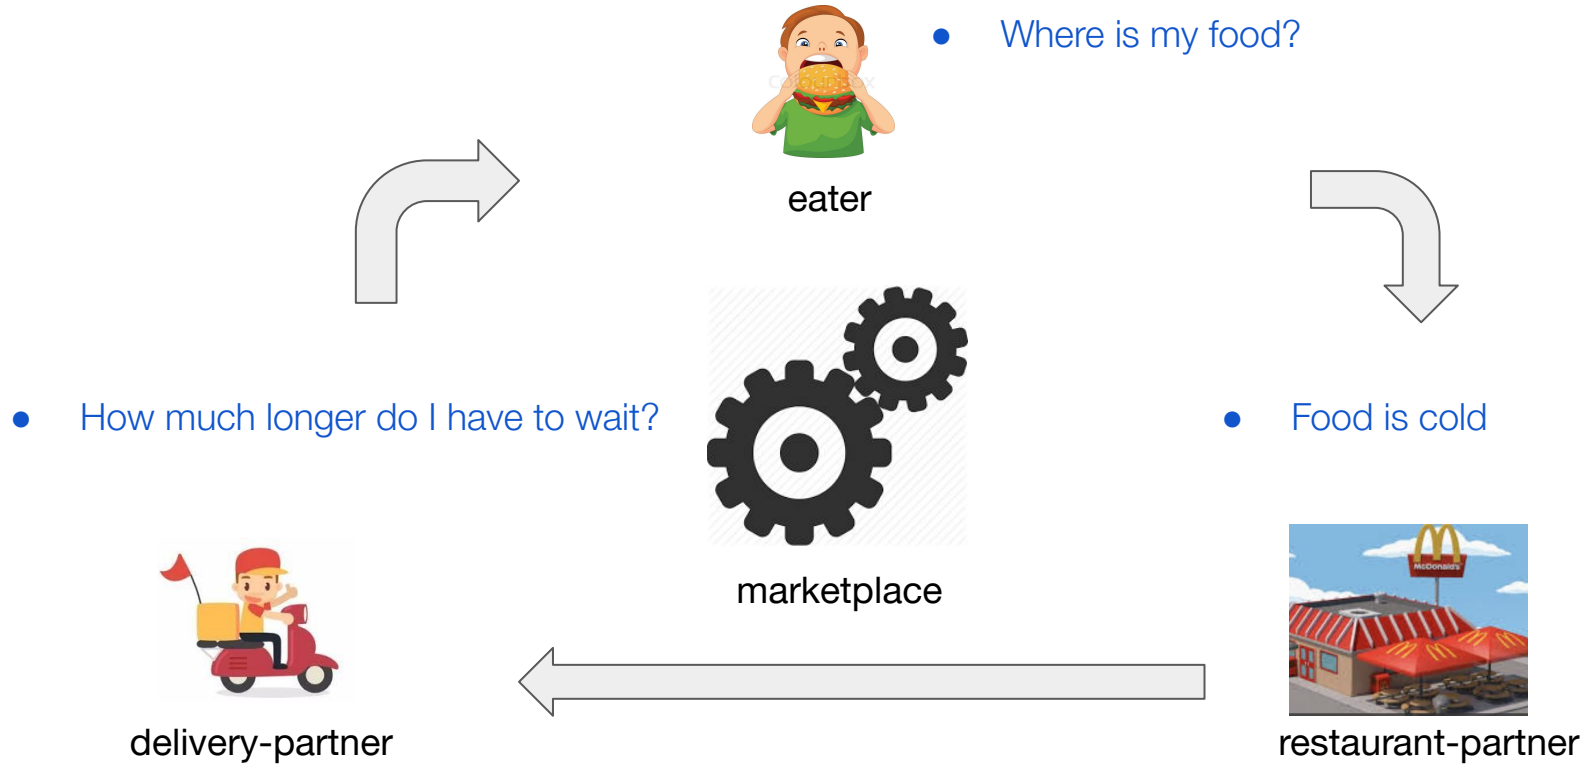 Where is my food?
eater
How much longer do I have to wait?
Food is cold
marketplace
McDonald's
delivery-partner
restaurant-partner